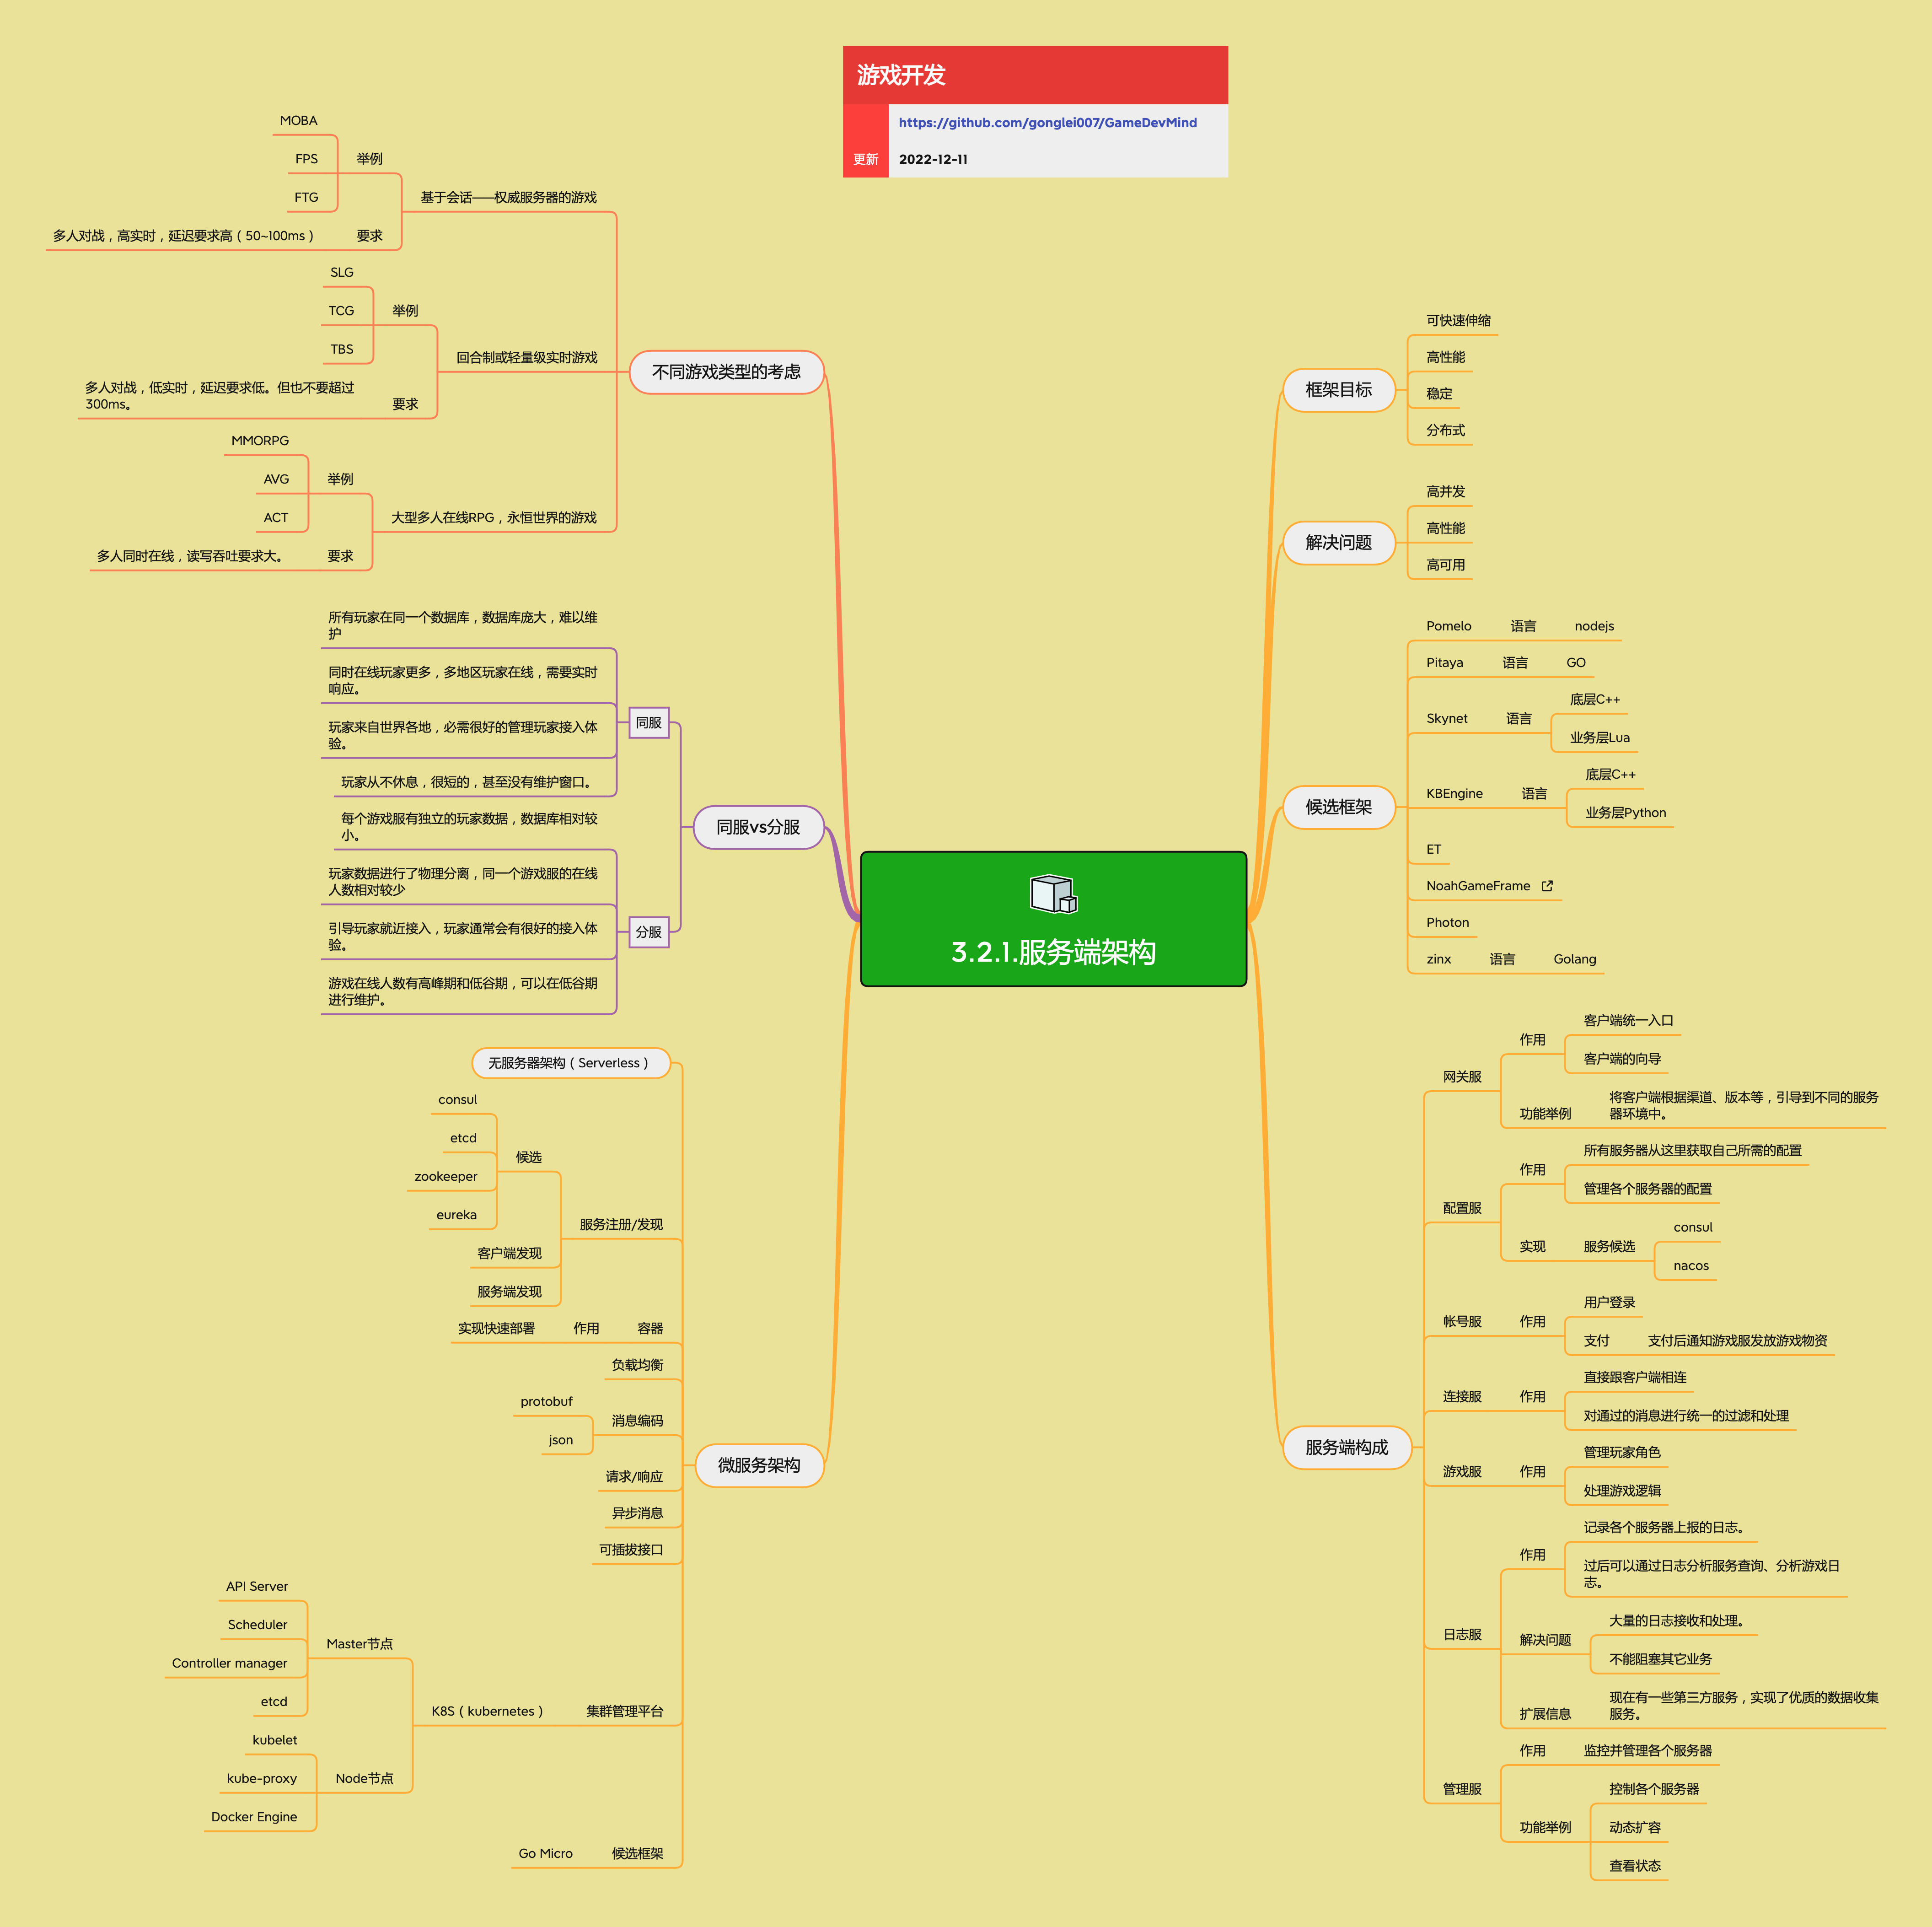 游戏开发
https://github.com/gonglei007/GameDevMind
更新
2022-12-11
3.2.1.服务端架构
不同游戏类型的考虑
基于会话——权威服务器的游戏
举例
MOBA
FPS
FTG
要求
多人对战，高实时，延迟要求高（50~100ms）
回合制或轻量级实时游戏
举例
SLG
TCG
TBS
要求
多人对战，低实时，延迟要求低。但也不要超过
300ms。
大型多人在线RPG，永恒世界的游戏
举例
MMORPG
AVG
ACT
要求
多人同时在线，读写吞吐要求大。
同服vs分服
同服
所有玩家在同一个数据库，数据库庞大，难以维
护
同时在线玩家更多，多地区玩家在线，需要实时
响应。
玩家来自世界各地，必需很好的管理玩家接入体
验。
玩家从不休息，很短的，甚至没有维护窗口。
分服
每个游戏服有独立的玩家数据，数据库相对较
小。
玩家数据进行了物理分离，同一个游戏服的在线
人数相对较少
引导玩家就近接入，玩家通常会有很好的接入体
验。
游戏在线人数有高峰期和低谷期，可以在低谷期
进行维护。
微服务架构
无服务器架构（Serverless）
服务注册/发现
候选
consul
etcd
zookeeper
eureka
客户端发现
服务端发现
容器
作用
实现快速部署
负载均衡
消息编码
protobuf
json
请求/响应
异步消息
可插拔接口
集群管理平台
K8S（kubernetes）
Master节点
API Server
Scheduler
Controller manager
etcd
Node节点
kubelet
kube-proxy
Docker Engine
候选框架
Go Micro
框架目标
可快速伸缩
高性能
稳定
分布式
解决问题
高并发
高性能
高可用
候选框架
Pomelo
语言
nodejs
Pitaya
语言
GO
Skynet
语言
底层C++
业务层Lua
KBEngine
语言
底层C++
业务层Python
ET
NoahGameFrame
Photon
zinx
语言
Golang
服务端构成
网关服
作用
客户端统一入口
客户端的向导
功能举例
将客户端根据渠道、版本等，引导到不同的服务
器环境中。
配置服
作用
所有服务器从这里获取自己所需的配置
管理各个服务器的配置
实现
服务候选
consul
nacos
帐号服
作用
用户登录
支付
支付后通知游戏服发放游戏物资
连接服
作用
直接跟客户端相连
对通过的消息进行统一的过滤和处理
游戏服
作用
管理玩家角色
处理游戏逻辑
日志服
作用
记录各个服务器上报的日志。
过后可以通过日志分析服务查询、分析游戏日
志。
解决问题
大量的日志接收和处理。
不能阻塞其它业务
扩展信息
现在有一些第三方服务，实现了优质的数据收集
服务。
管理服
作用
监控并管理各个服务器
功能举例
控制各个服务器
动态扩容
查看状态